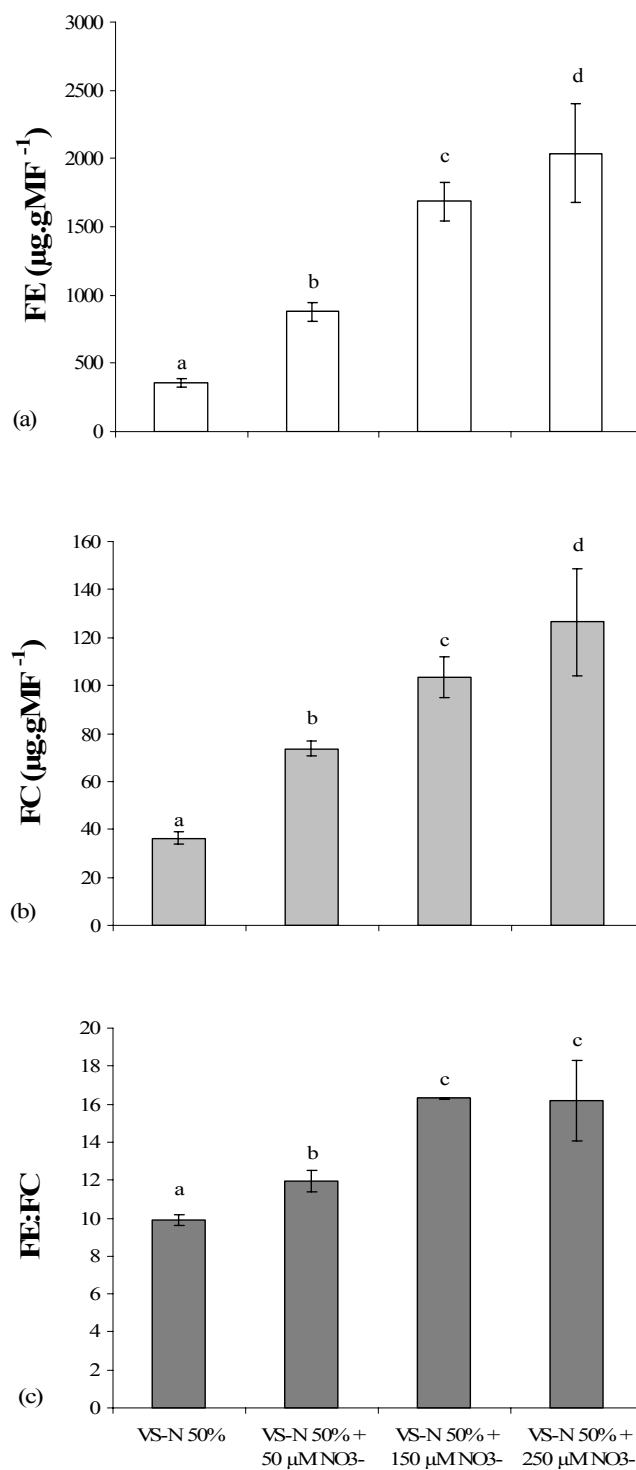 3000
d
2500
c
2000
1500
b
1000
a
500
0
FE (µg.gMF⁻¹)
(a)
160
d
140
c
120
100
b
80
60
a
40
20
0
FC (µg.gMF⁻¹)
(b)
20
18
c c
16
14
b
12
a
10
8
6
4
2
0
FE:FC
(c)
VS-N 50% VS-N 50% + VS-N 50% + VS-N 50% +
50 µM NO3- 150 µM NO3- 250 µM NO3-